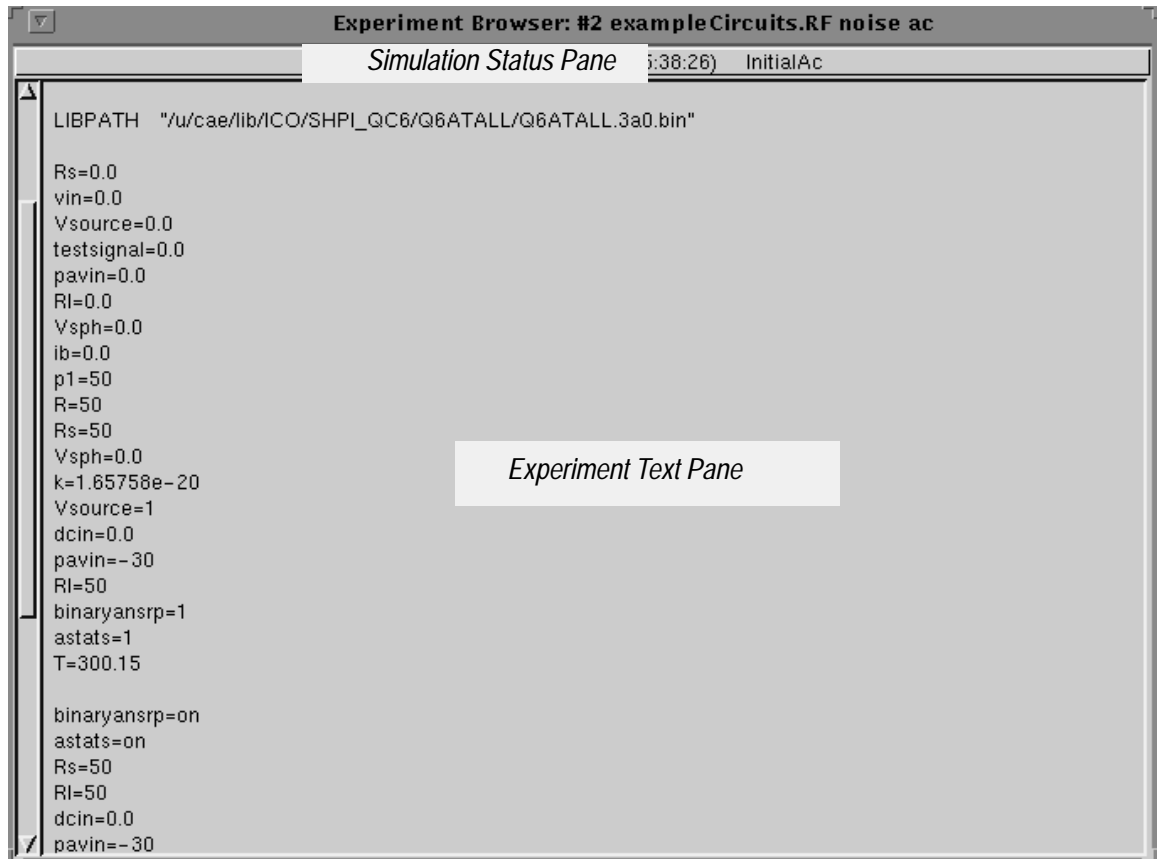 Experiment Browser: #2 exampleCircuits.RF noise ac
Simulation Status Pane :38:26) InitialAc
LIBPATH "/u/cae/lib/ICO/SHPI_QC6/Q6ATALL/Q6ATALL.3a0.bin"
Rs=0.0
vin=0.0
Vsource=0.0
testsignal=0.0
pavin=0.0
Rl=0.0
Vsph=0.0
ib=0.0
p1=50
R=50
Rs=50
Vsph=0.0
Experiment Text Pane
k=1.65758e-20
Vsource=1
dcin=0.0
pavin=-30
Rl=50
binaryansrp=1
astats=1
T=300.15
binaryansrp=on
astats=on
Rs=50
Rl=50
dcin=0.0
pavin=-30